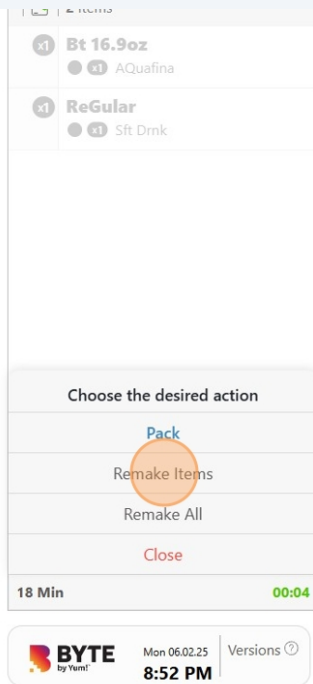 2 Items
x1 Bt 16.9oz
x1 AQuafina
x1 ReGular
x1 Sft Drnk
Choose the desired action
Pack
Remake Items
Remake All
Close
18 Min 00:04
BYTE
by Yum!
Mon 06.02.25
8:52 PM
Versions ?